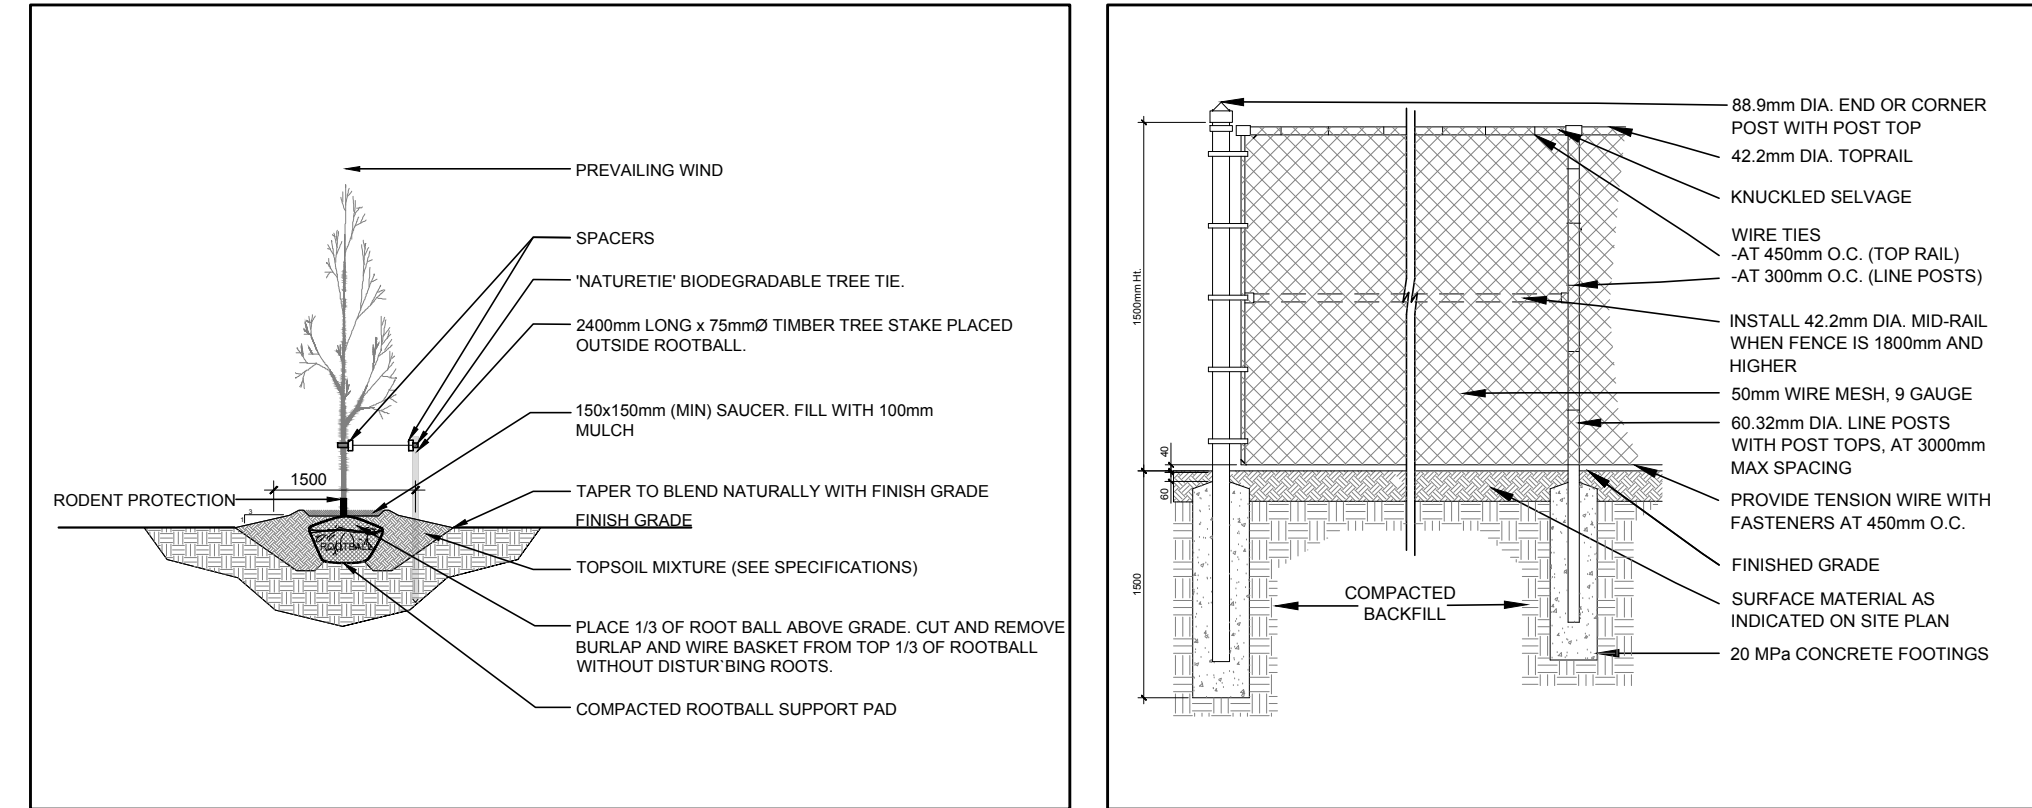 PREVAILING WIND
SPACERS
'NATURETIE' BIODEGRADABLE TREE TIE.
2400mm LONG x 75mmØ TIMBER TREE STAKE PLACED
OUTSIDE ROOTBALL.
150x150mm (MIN) SAUCER. FILL WITH 100mm
MULCH
1500
RODENT PROTECTION
TAPER TO BLEND NATURALLY WITH FINISH GRADE
3
1
FINISH GRADE
ROOTBALL
TOPSOIL MIXTURE (SEE SPECIFICATIONS)
PLACE 1/3 OF ROOT BALL ABOVE GRADE. CUT AND REMOVE
BURLAP AND WIRE BASKET FROM TOP 1/3 OF ROOTBALL
WITHOUT DISTUR`BING ROOTS.
COMPACTED ROOTBALL SUPPORT PAD
88.9mm DIA. END OR CORNER
POST WITH POST TOP
42.2mm DIA. TOPRAIL
KNUCKLED SELVAGE
WIRE TIES
-AT 450mm O.C. (TOP RAIL)
-AT 300mm O.C. (LINE POSTS)
1500mm Ht.
INSTALL 42.2mm DIA. MID-RAIL
WHEN FENCE IS 1800mm AND
HIGHER
50mm WIRE MESH, 9 GAUGE
60.32mm DIA. LINE POSTS
WITH POST TOPS, AT 3000mm
MAX SPACING
40
60
PROVIDE TENSION WIRE WITH
FASTENERS AT 450mm O.C.
FINISHED GRADE
1500
COMPACTED
BACKFILL
SURFACE MATERIAL AS
INDICATED ON SITE PLAN
20 MPa CONCRETE FOOTINGS